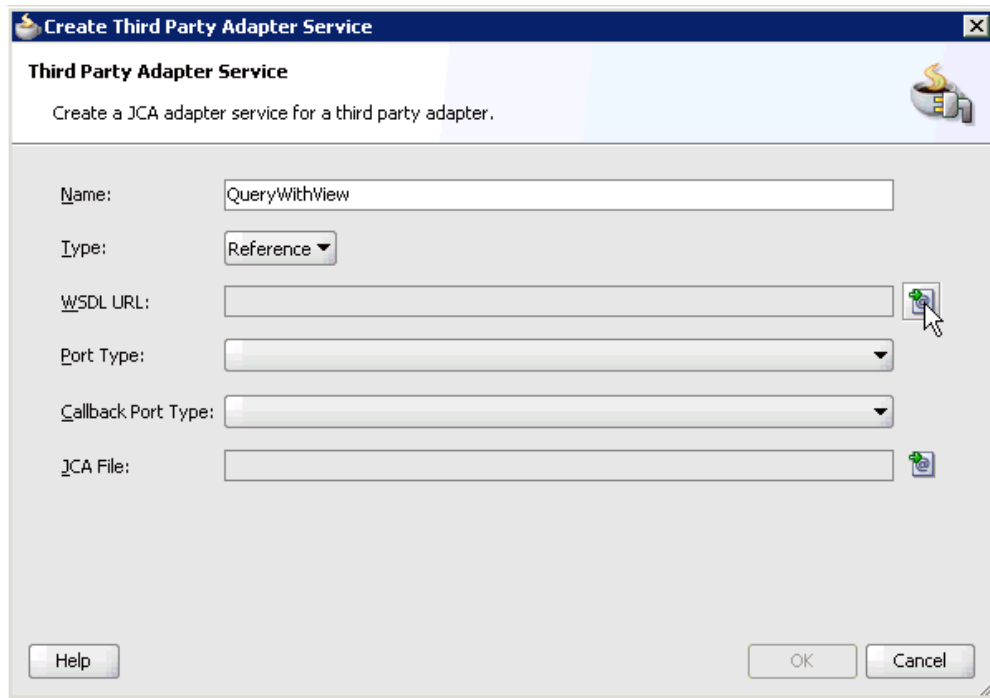 Create Third Party Adapter Service
Third Party Adapter Service
Create a JCA adapter service for a third party adapter.
Name: QueryWithView
Type: Reference
WSDL URL:
Port Type:
Callback Port Type:
JCA File:
Help OK Cancel